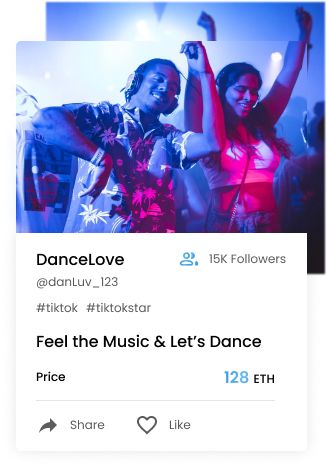 DanceLove
15K Followers
@danLuv_123
#tiktok #tiktokstar
Feel the Music & Let's Dance
Price
128 ETH
Share
Like